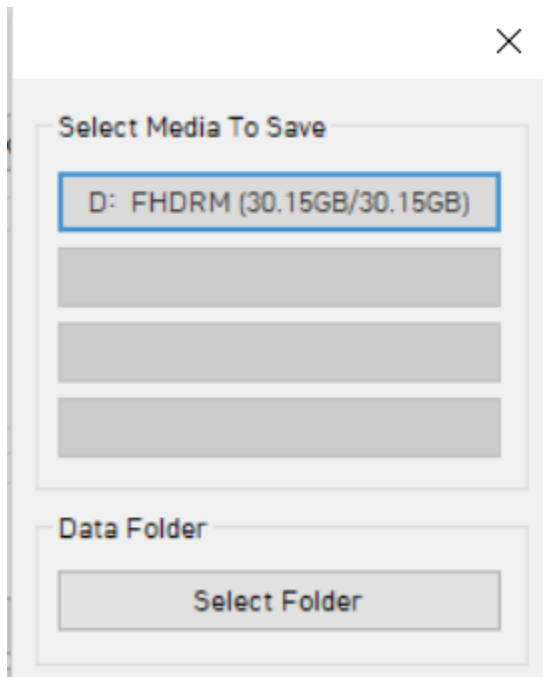 Select Media To Save
D: FHDRM (30.15GB/30.15GB)
Data Folder
Select Folder